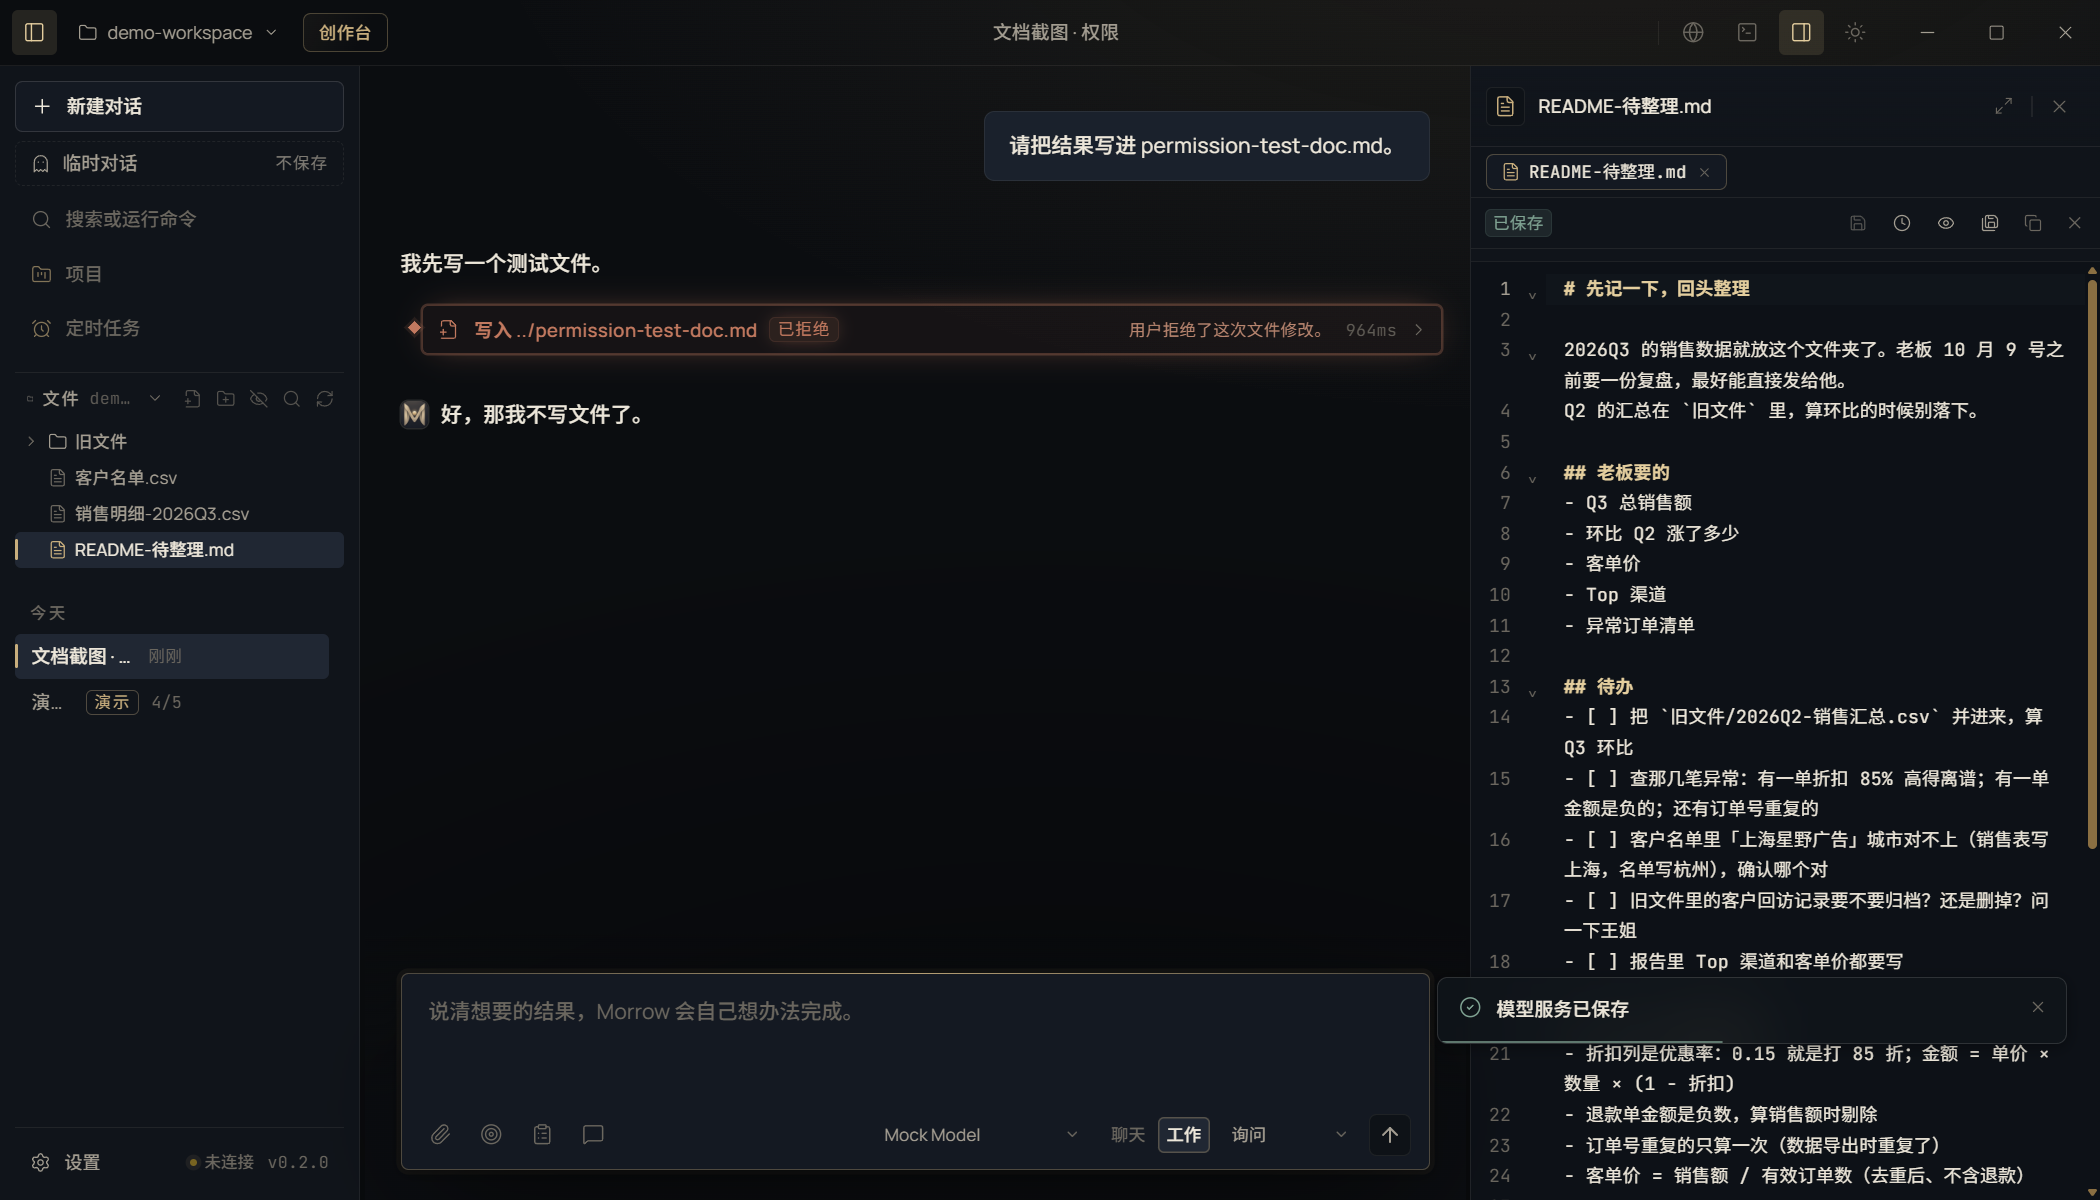 demo-workspace
创作台
文档截图 · 权限
新建对话
临时对话
不保存
搜索或运行命令
项目
定时任务
文件 dem...
旧文件
客户名单.csv
销售明细-2026Q3.csv
README-待整理.md
今天
文档截图 · ... 刚刚
演... 演示 4/5
设置
未连接 v0.2.0
请把结果写进 permission-test-doc.md。
我先写一个测试文件。
写入 ../permission-test-doc.md 已拒绝 用户拒绝了这次文件修改。 964ms
好，那我不写文件了。
说清想要的结果，Morrow 会自己想办法完成。
Mock Model
聊天
工作
询问
README-待整理.md
README-待整理.md
已保存
1 # 先记一下，回头整理
2
3 2026Q3 的销售数据就放这个文件夹了。老板 10 月 9 号之
前要一份复盘，最好能直接发给他。
4 Q2 的汇总在 `旧文件` 里，算环比的时候别落下。
5
6 ## 老板要的
7 - Q3 总销售额
8 - 环比 Q2 涨了多少
9 - 客单价
10 - Top 渠道
11 - 异常订单清单
12
13 ## 待办
14 - [ ] 把 `旧文件/2026Q2-销售汇总.csv` 并进来，算
Q3 环比
15 - [ ] 查那几笔异常：有一单折扣 85% 高得离谱；有一单
金额是负的；还有订单号重复的
16 - [ ] 客户名单里「上海星野广告」城市对不上（销售表写
上海，名单写杭州），确认哪个对
17 - [ ] 旧文件里的客户回访记录要不要归档？还是删掉？问
一下王姐
18 - [ ] 报告里 Top 渠道和客单价都要写
模型服务已保存
21 - 折扣列是优惠率：0.15 就是打 85 折；金额 = 单价 ×
数量 × (1 - 折扣)
22 - 退款单金额是负数，算销售额时剔除
23 - 订单号重复的只算一次（数据导出时重复了）
24 - 客单价 = 销售额 / 有效订单数（去重后、不含退款）